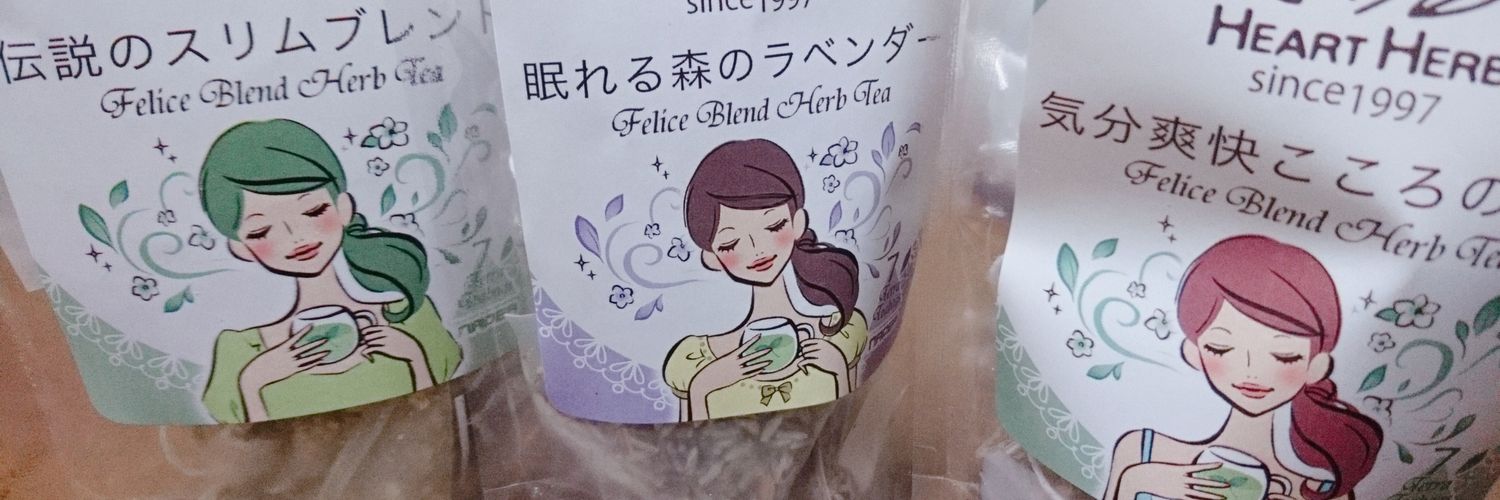 伝説のスリムブレンド
Felice Blend Herb Tea
since1997
眠れる森のラベンダー
Felice Blend Herb Tea
HEART HERB
since1997
気分爽快こころの
Felice Blend Herb Tea